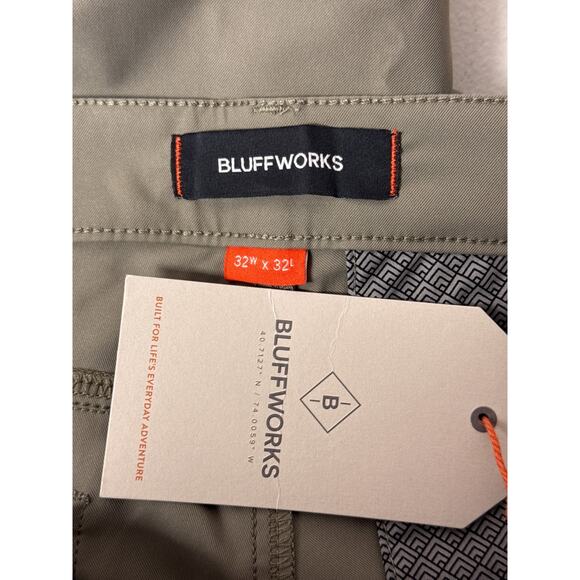 BLUFFWORKS
32W x 32L
BLUFFWORKS
40.7127° N / 74.0059° W
B
BUILT FOR LIFE'S EVERYDAY ADVENTURE